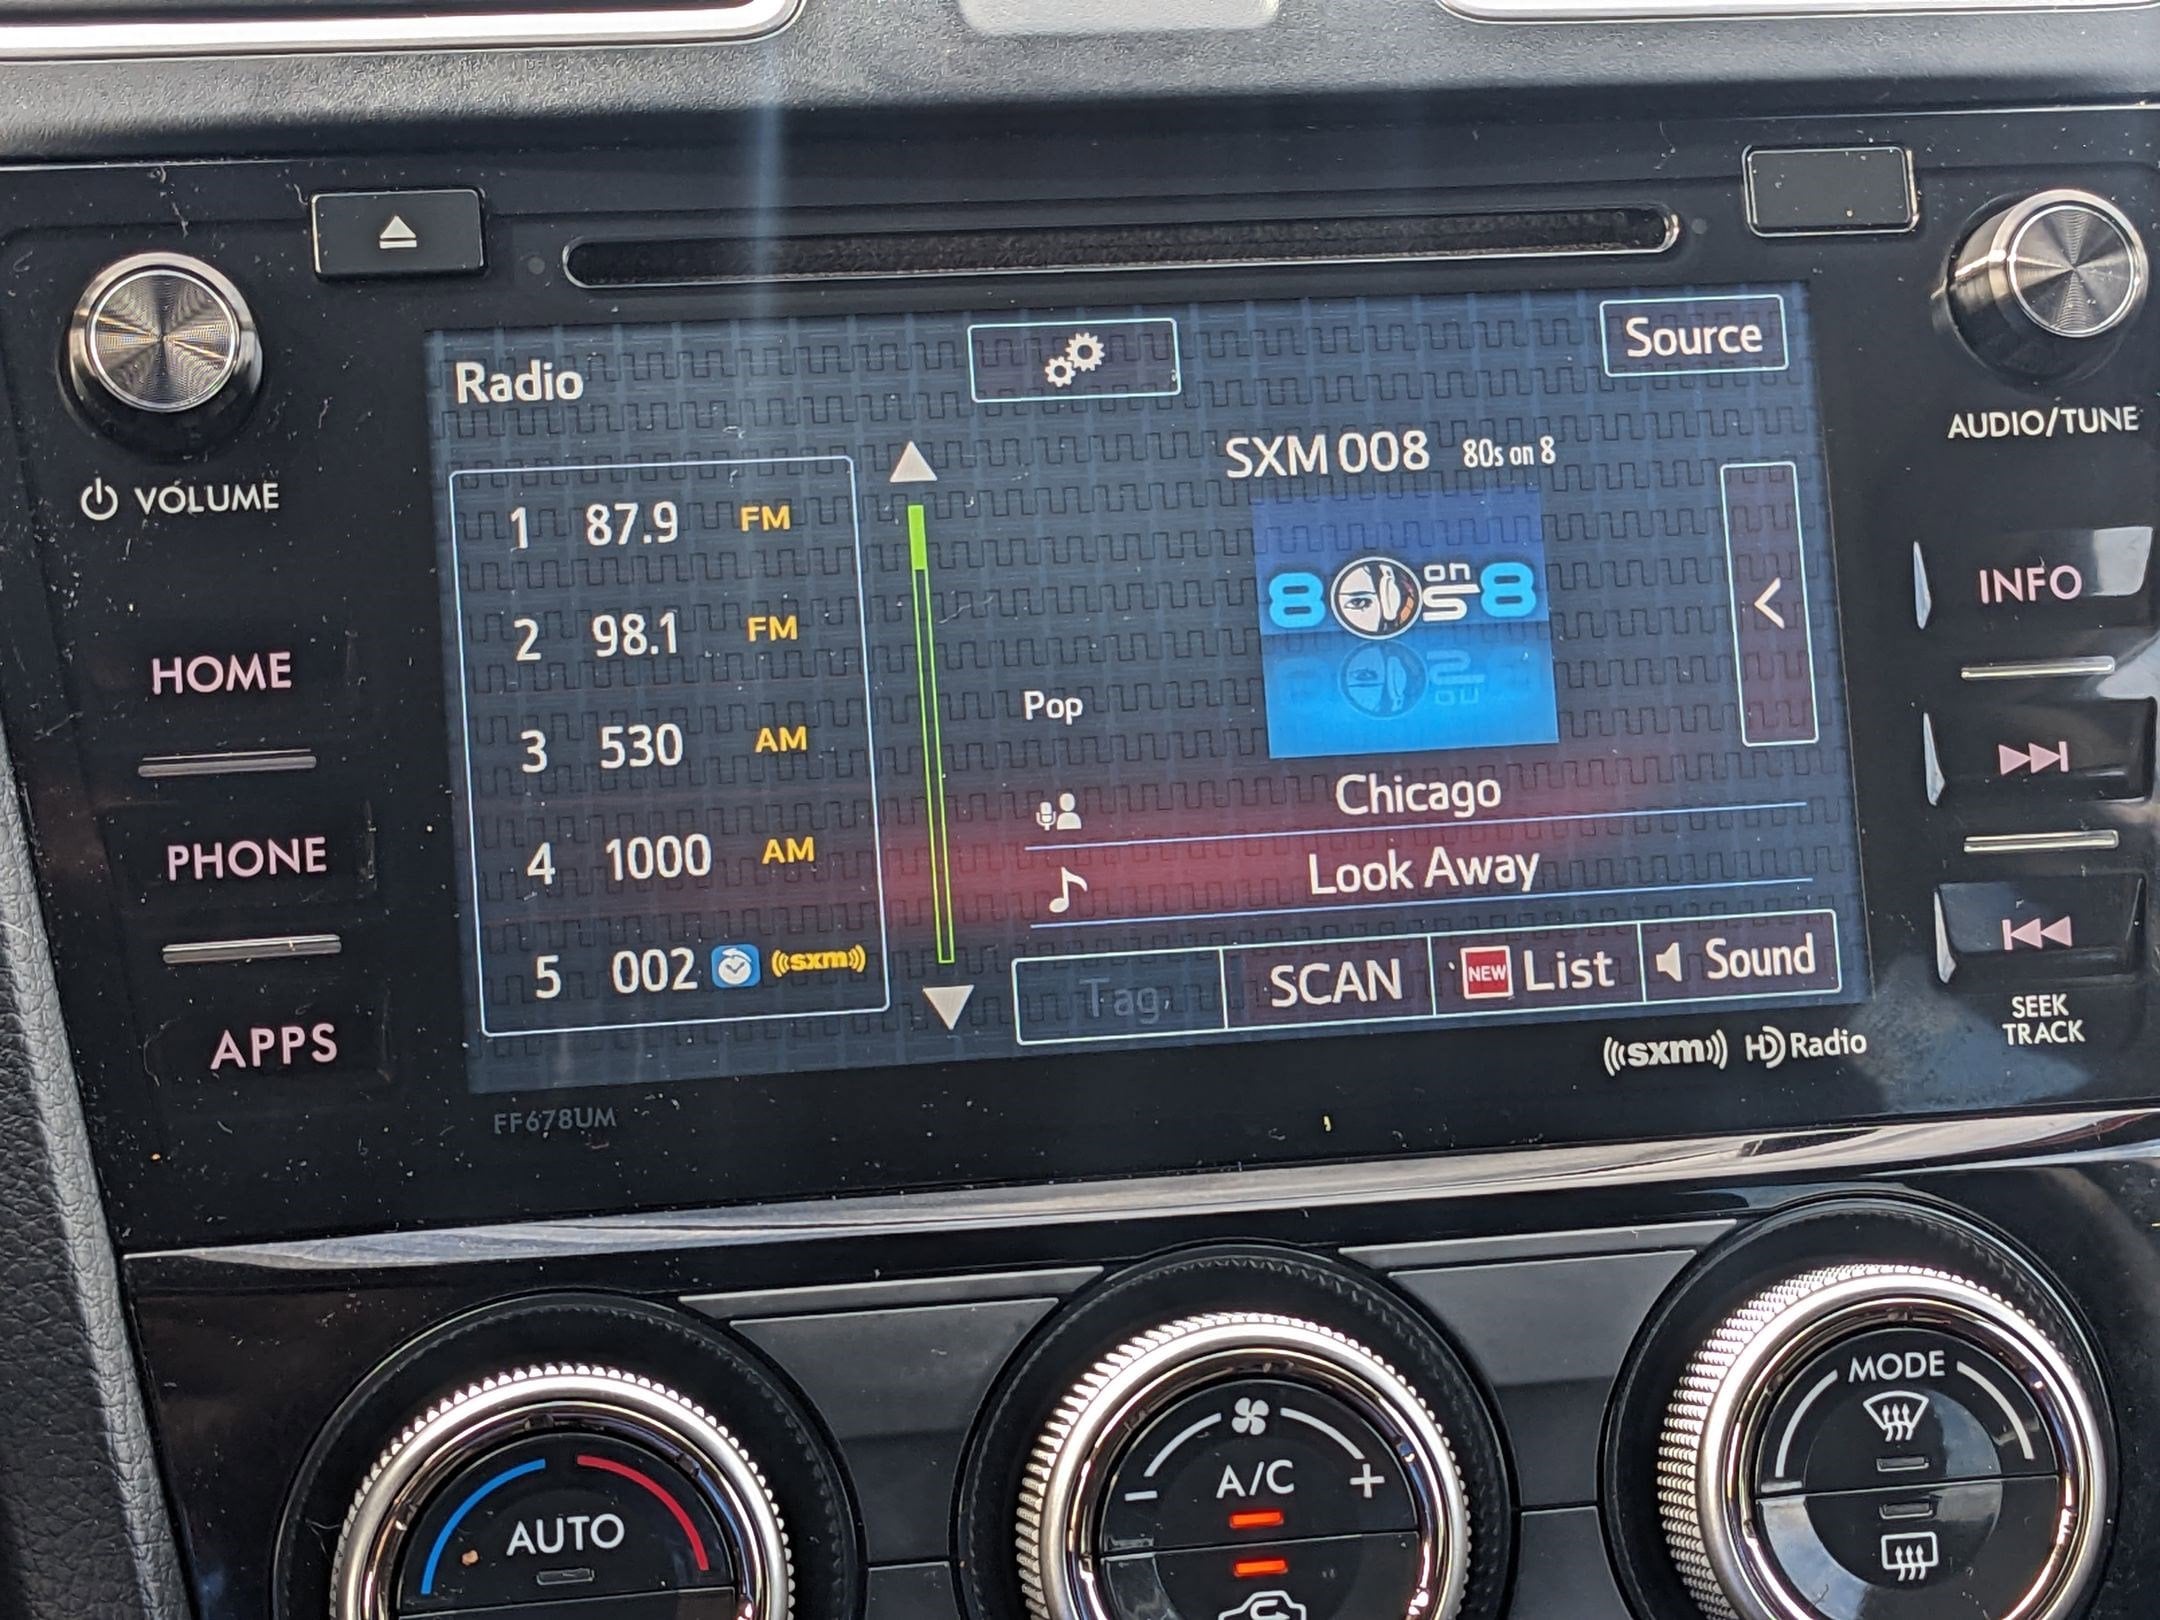 Radio
Source
SXM008 80s on 8
1 87.9 FM
2 98.1 FM
3 530 AM
4 1000 AM
5 002 ((sxm))
80s on 8
Pop
Chicago
Look Away
Tag
SCAN
NEW List
Sound
VOLUME
HOME
PHONE
APPS
AUDIO/TUNE
INFO
SEEK
TRACK
((sxm)) HD Radio
FF678UM
AUTO
A/C
- +
MODE